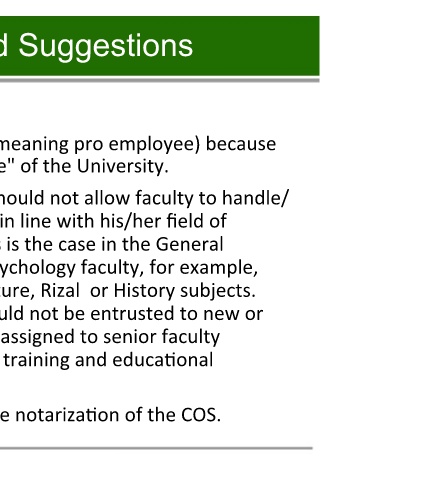 d Suggestions
meaning pro employee) because
e" of the University.
hould not allow faculty to handle/
in line with his/her field of
s is the case in the General
ychology faculty, for example,
ure, Rizal or History subjects.
uld not be entrusted to new or
assigned to senior faculty
training and educational
e notarization of the COS.